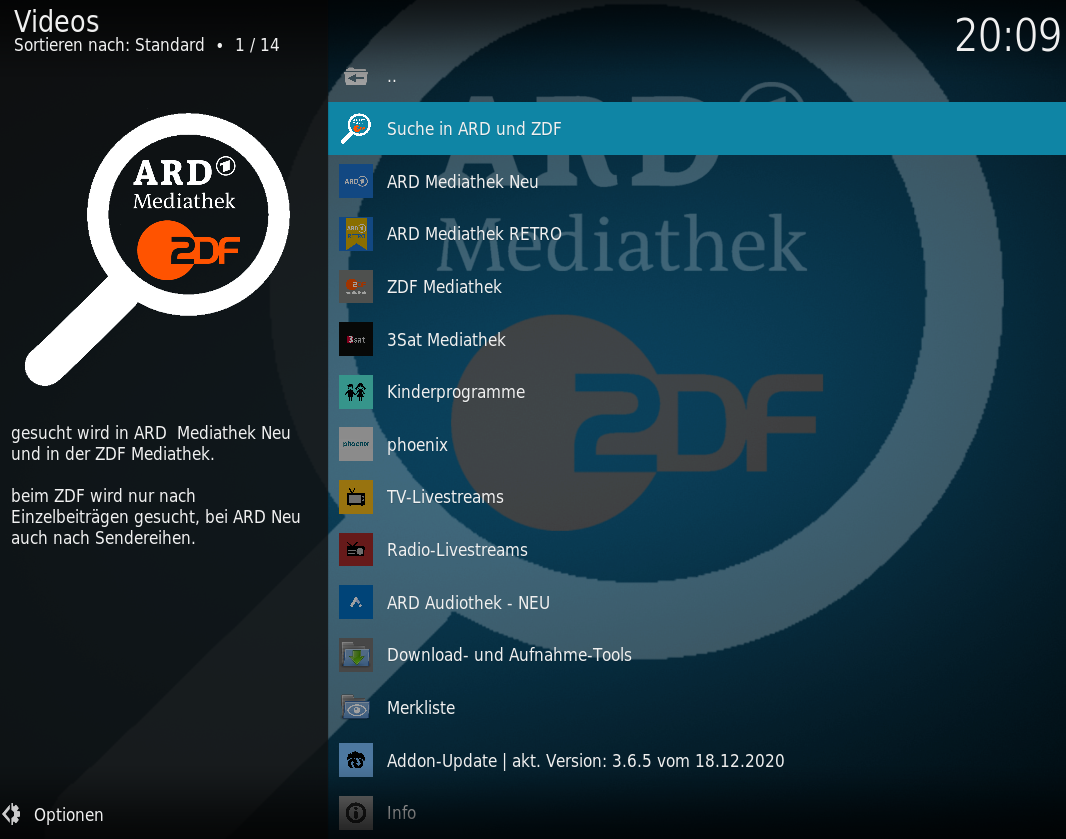 Videos
Sortieren nach: Standard • 1 / 14
20:09
ARD
Mediathek
ZDF
gesucht wird in ARD  Mediathek Neu
und in der ZDF Mediathek.
beim ZDF wird nur nach
Einzelbeiträgen gesucht, bei ARD Neu
auch nach Sendereihen.
Optionen
..
Suche in ARD und ZDF
ARD Mediathek Neu
ARD Mediathek RETRO
ZDF Mediathek
3sat
3Sat Mediathek
Kinderprogramme
phoenix
phoenix
TV-Livestreams
Radio-Livestreams
ARD Audiothek - NEU
Download- und Aufnahme-Tools
Merkliste
Addon-Update | akt. Version: 3.6.5 vom 18.12.2020
Info
ARD
Mediathek
ZDF